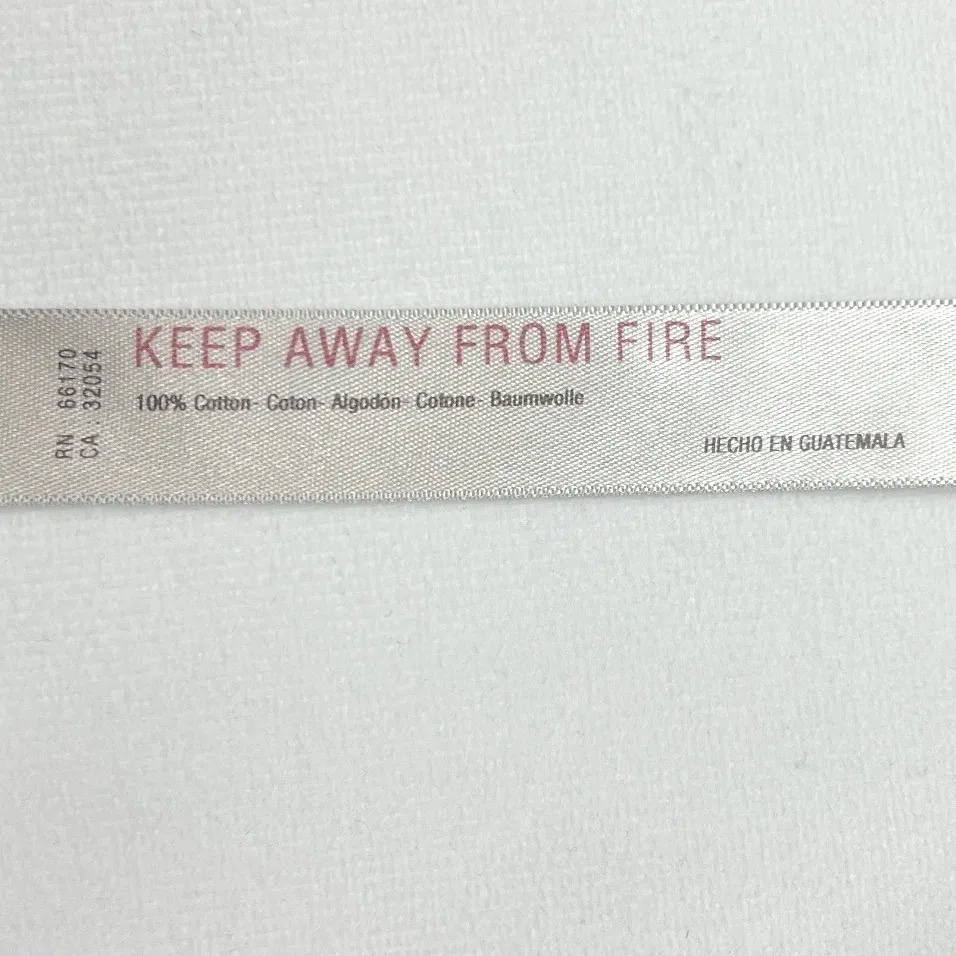 RN : 66170
CA : 32054
KEEP AWAY FROM FIRE
100% Cotton- Coton- Algodón- Cotone- Baumwolle
HECHO EN GUATEMALA